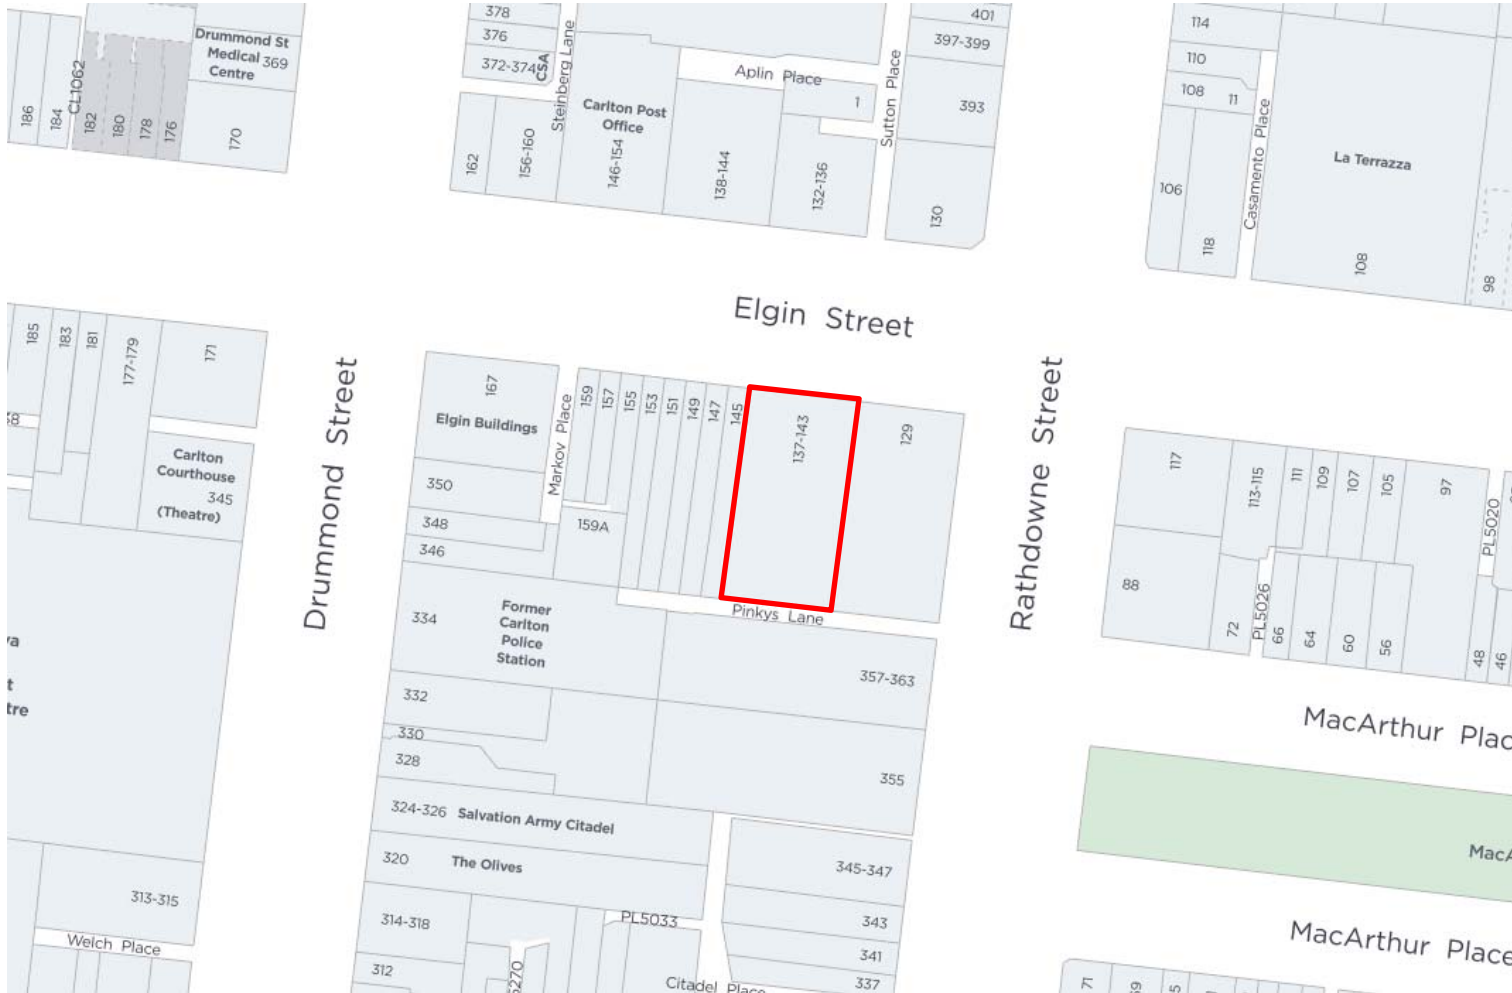 378
376
372-374
CSA
Steinberg Lane
401
397-399
114
110
108
11
Drummond St
Medical 369
Centre
CL1062
186
184
182
180
178
176
170
162
156-160
Carlton Post
Office
146-154
138-144
Aplin Place
1
132-136
Sutton Place
393
130
106
118
Casamento Place
La Terrazza
108
98
Elgin Street
185
183
181
177-179
171
Carlton
Courthouse
345
(Theatre)
Drummond Street
167
Elgin Buildings
Markov Place
159
157
155
153
151
149
147
145
137-143
129
Rathdowne Street
350
348
346
159A
Pinkys Lane
117
113-115
111
109
107
105
97
PL5020
88
72
PL5026
66
64
60
56
48
46
334
Former
Carlton
Police
Station
357-363
332
330
328
355
324-326 Salvation Army Citadel
320 The Olives
345-347
343
341
337
314-318
312
PL5033
Citadel Place
313-315
Welch Place
MacArthur Plac
MacA
MacArthur Place
71